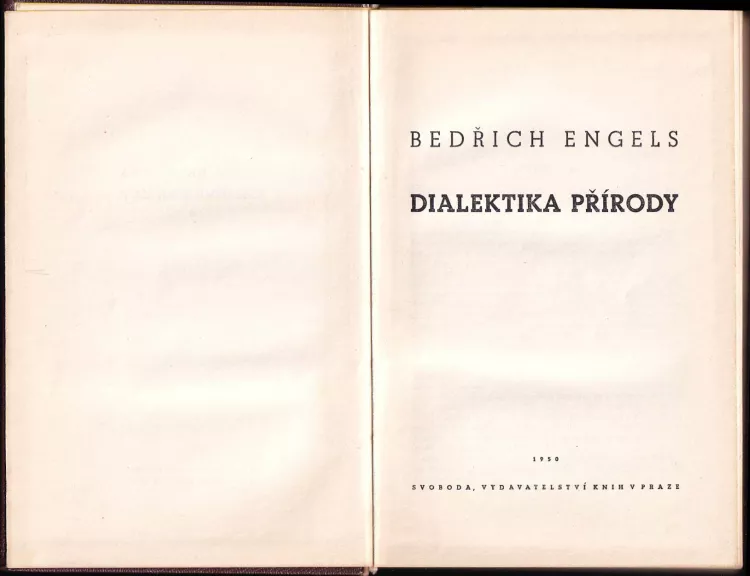 BEDŘICH ENGELS
DIALEKTIKA PŘÍRODY
1950
SVOBODA, VYDAVATELSTVÍ KNIH V PRAZE